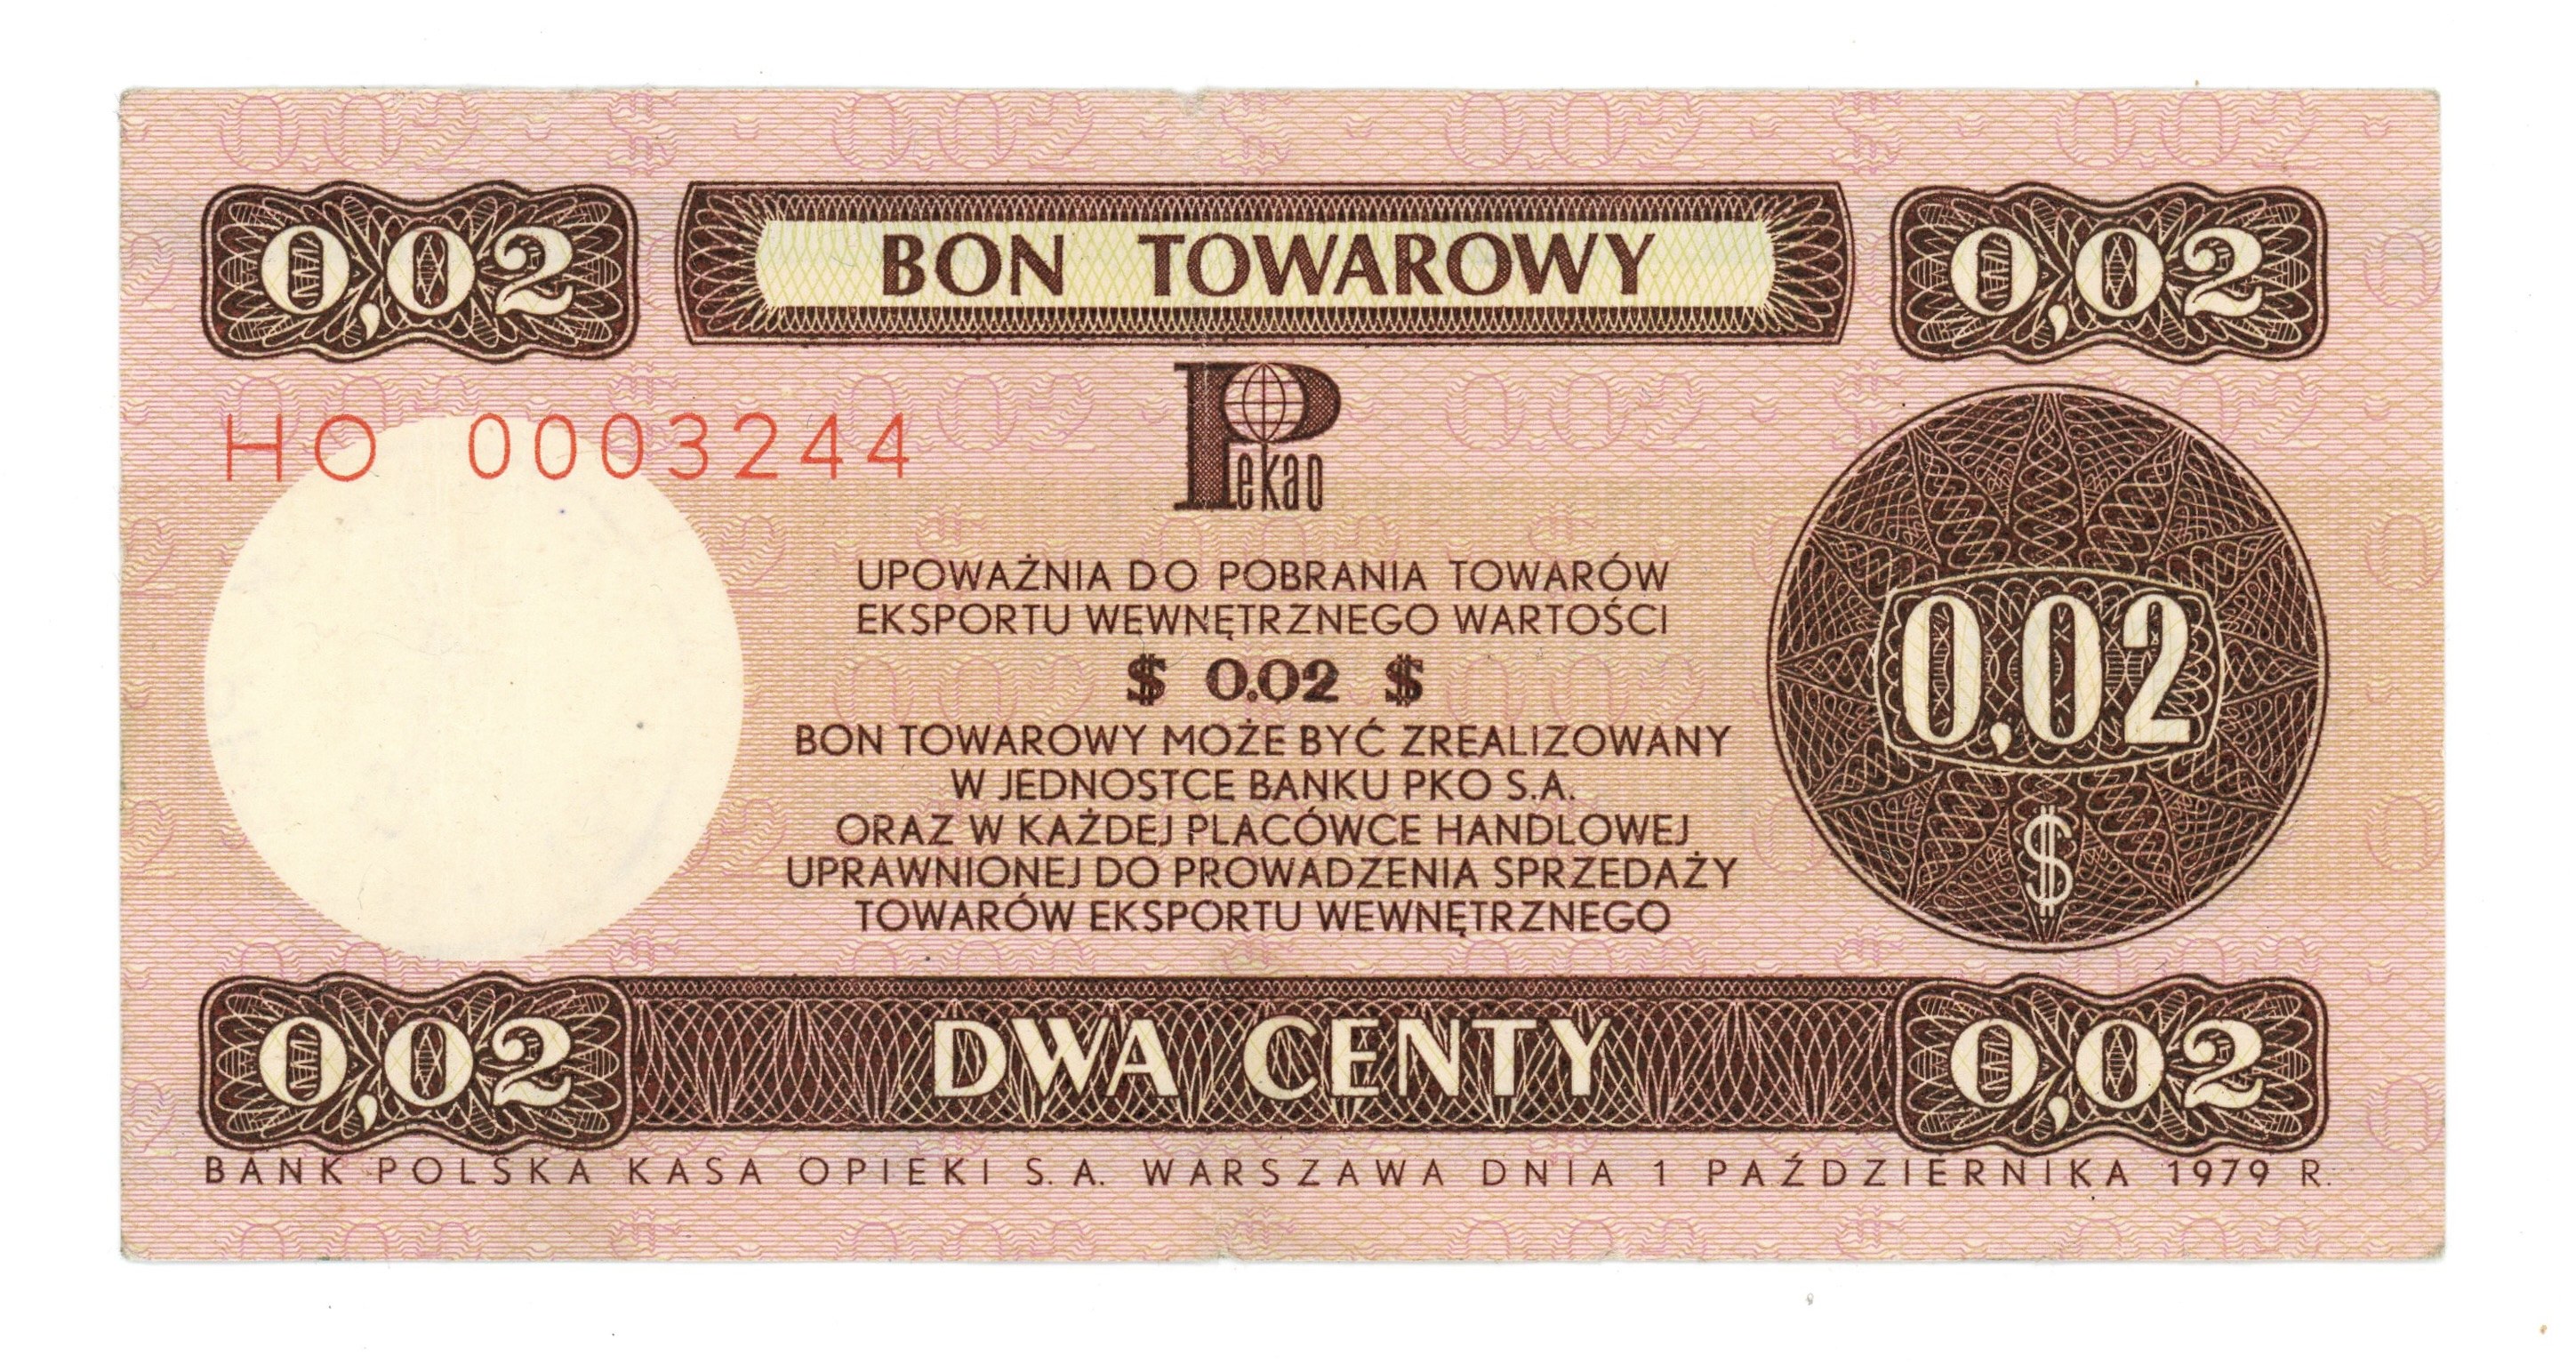 0,02 BON TOWAROWY 0,02
HO 0003244
Pekao
UPOWAŻNIA DO POBRANIA TOWARÓW
EKSPORTU WEWNĘTRZNEGO WARTOŚCI
$ 0.02 $
BON TOWAROWY MOŻE BYĆ ZREALIZOWANY
W JEDNOSTCE BANKU PKO S.A.
ORAZ W KAŻDEJ PLACÓWCE HANDLOWEJ
UPRAWNIONEJ DO PROWADZENIA SPRZEDAŻY
TOWARÓW EKSPORTU WEWNĘTRZNEGO
0,02
$
0,02 DWA CENTY 0,02
BANK POLSKA KASA OPIEKI S.A. WARSZAWA DNIA 1 PAŹDZIERNIKA 1979 R.